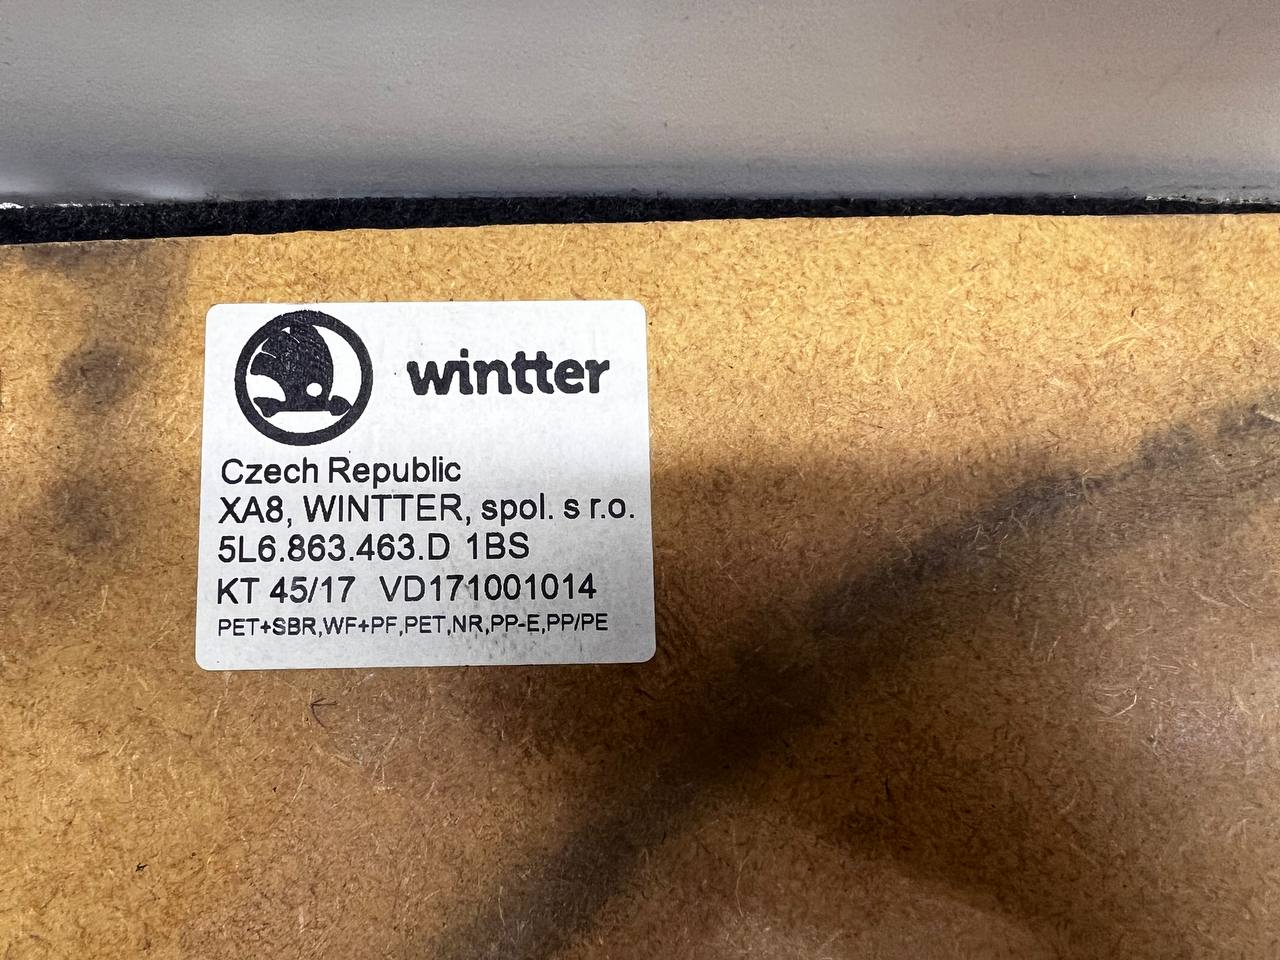 wintter
Czech Republic
XA8, WINTTER, spol. s r.o.
5L6.863.463.D 1BS
KT 45/17 VD171001014
PET+SBR,WF+PF,PET,NR,PP-E,PP/PE